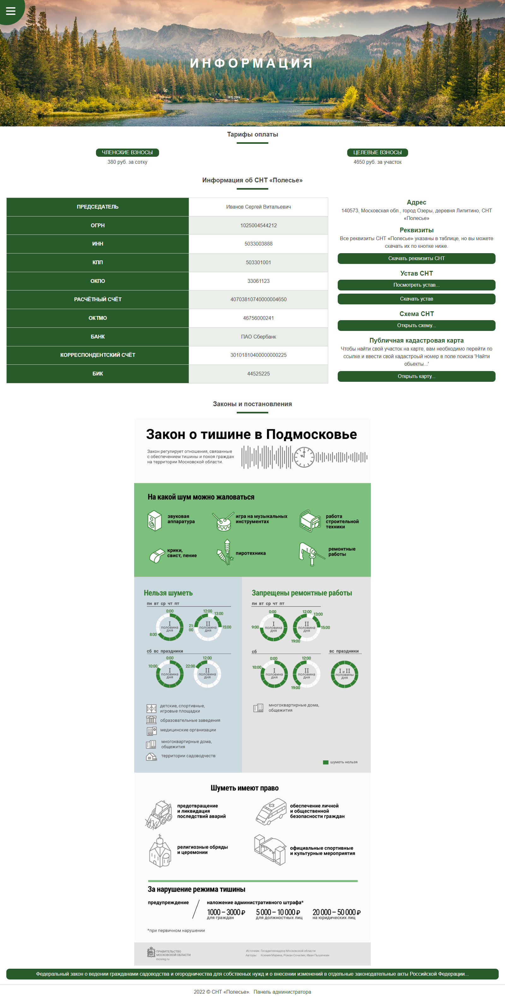 ИНФОРМАЦИЯ
Тарифы оплаты
ЧЛЕНСКИЕ ВЗНОСЫ
380 руб. за сотку
ЦЕЛЕВЫЕ ВЗНОСЫ
4650 руб. за участок
Информация об СНТ «Полесье»
ПРЕДСЕДАТЕЛЬ Иванов Сергей Витальевич
ОГРН 1025004544212
ИНН 5033003888
КПП 503301001
ОКПО 33061123
РАСЧЁТНЫЙ СЧЁТ 40703810740000004650
ОКТМО 46756000241
БАНК ПАО Сбербанк
КОРРЕСПОНДЕНТСКИЙ СЧЁТ 30101810400000000225
БИК 44525225
Адрес
140573, Московская обл., город Озеры, деревня Липитино, СНТ
«Полесье»
Реквизиты
Все реквизиты СНТ «Полесье» указаны в таблице, но вы можете
скачать их по кнопке ниже.
Скачать реквизиты СНТ
Устав СНТ
Посмотреть устав...
Скачать устав
Схема СНТ
Открыть схему...
Публичная кадастровая карта
Чтобы найти свой участок на карте, вам необходимо перейти по
ссылке и ввести свой кадастроый номер в поле поиска 'Найти
обьекты...'
Открыть карту...
Законы и постановления
Закон о тишине в Подмосковье
Закон регулирует отношения, связанные
с обеспечением тишины и покоя граждан
на территории Московской области.
На какой шум можно жаловаться
звуковая
аппаратура
игра на музыкальных
инструментах
работа
строительной
техники
крики,
свист, пение
пиротехника
ремонтные
работы
Нельзя шуметь
пн вт ср чт пт
0:00
I
половина
дня
8:00
12:00
13:00
21:
00
II
половина
дня
15:00
сб вс праздники
0:00
10:00
I
половина
дня
12:00
22:00
II
половина
дня
детские, спортивные,
игровые площадки
образовательные заведения
медицинские организации
многоквартирные дома,
общежития
территории садоводчеств
Запрещены ремонтные работы
пн вт ср чт пт
0:00
9:00
I
половина
дня
12:00
13:00
II
половина
дня
15:00
19:00
сб
0:00
10:00
I
половина
дня
12:00
II
половина
дня
19:00
вс праздники
I и II
половины
дня
многоквартирные дома,
общежития
шуметь нельзя
Шуметь имеют право
предотвращение
и ликвидация
последствий аварий
обеспечение личной
и общественной
безопасности граждан
религиозные обряды
и церемонии
официальные спортивные
и культурные мероприятия
За нарушение режима тишины
предупреждение
наложение административного штрафа*
1000 – 3000 ₽
для граждан
5 000 – 10 000 ₽
для должностных лиц
20 000 – 50 000 ₽
на юридических лиц
*при первичном нарушении
ПРАВИТЕЛЬСТВО
МОСКОВСКОЙ ОБЛАСТИ
mosreg.ru
Источник: Госадмтехнадзор Московской области
Авторы: Ксения Марина, Роман Сочалин, Иван Пышечкин
Федеральный закон о ведении гражданами садоводства и огородничества для собственых нужд и о внесении изменений в отдельные законодательные акты Российской Федерации...
2022 © СНТ «Полесье». Панель администратора